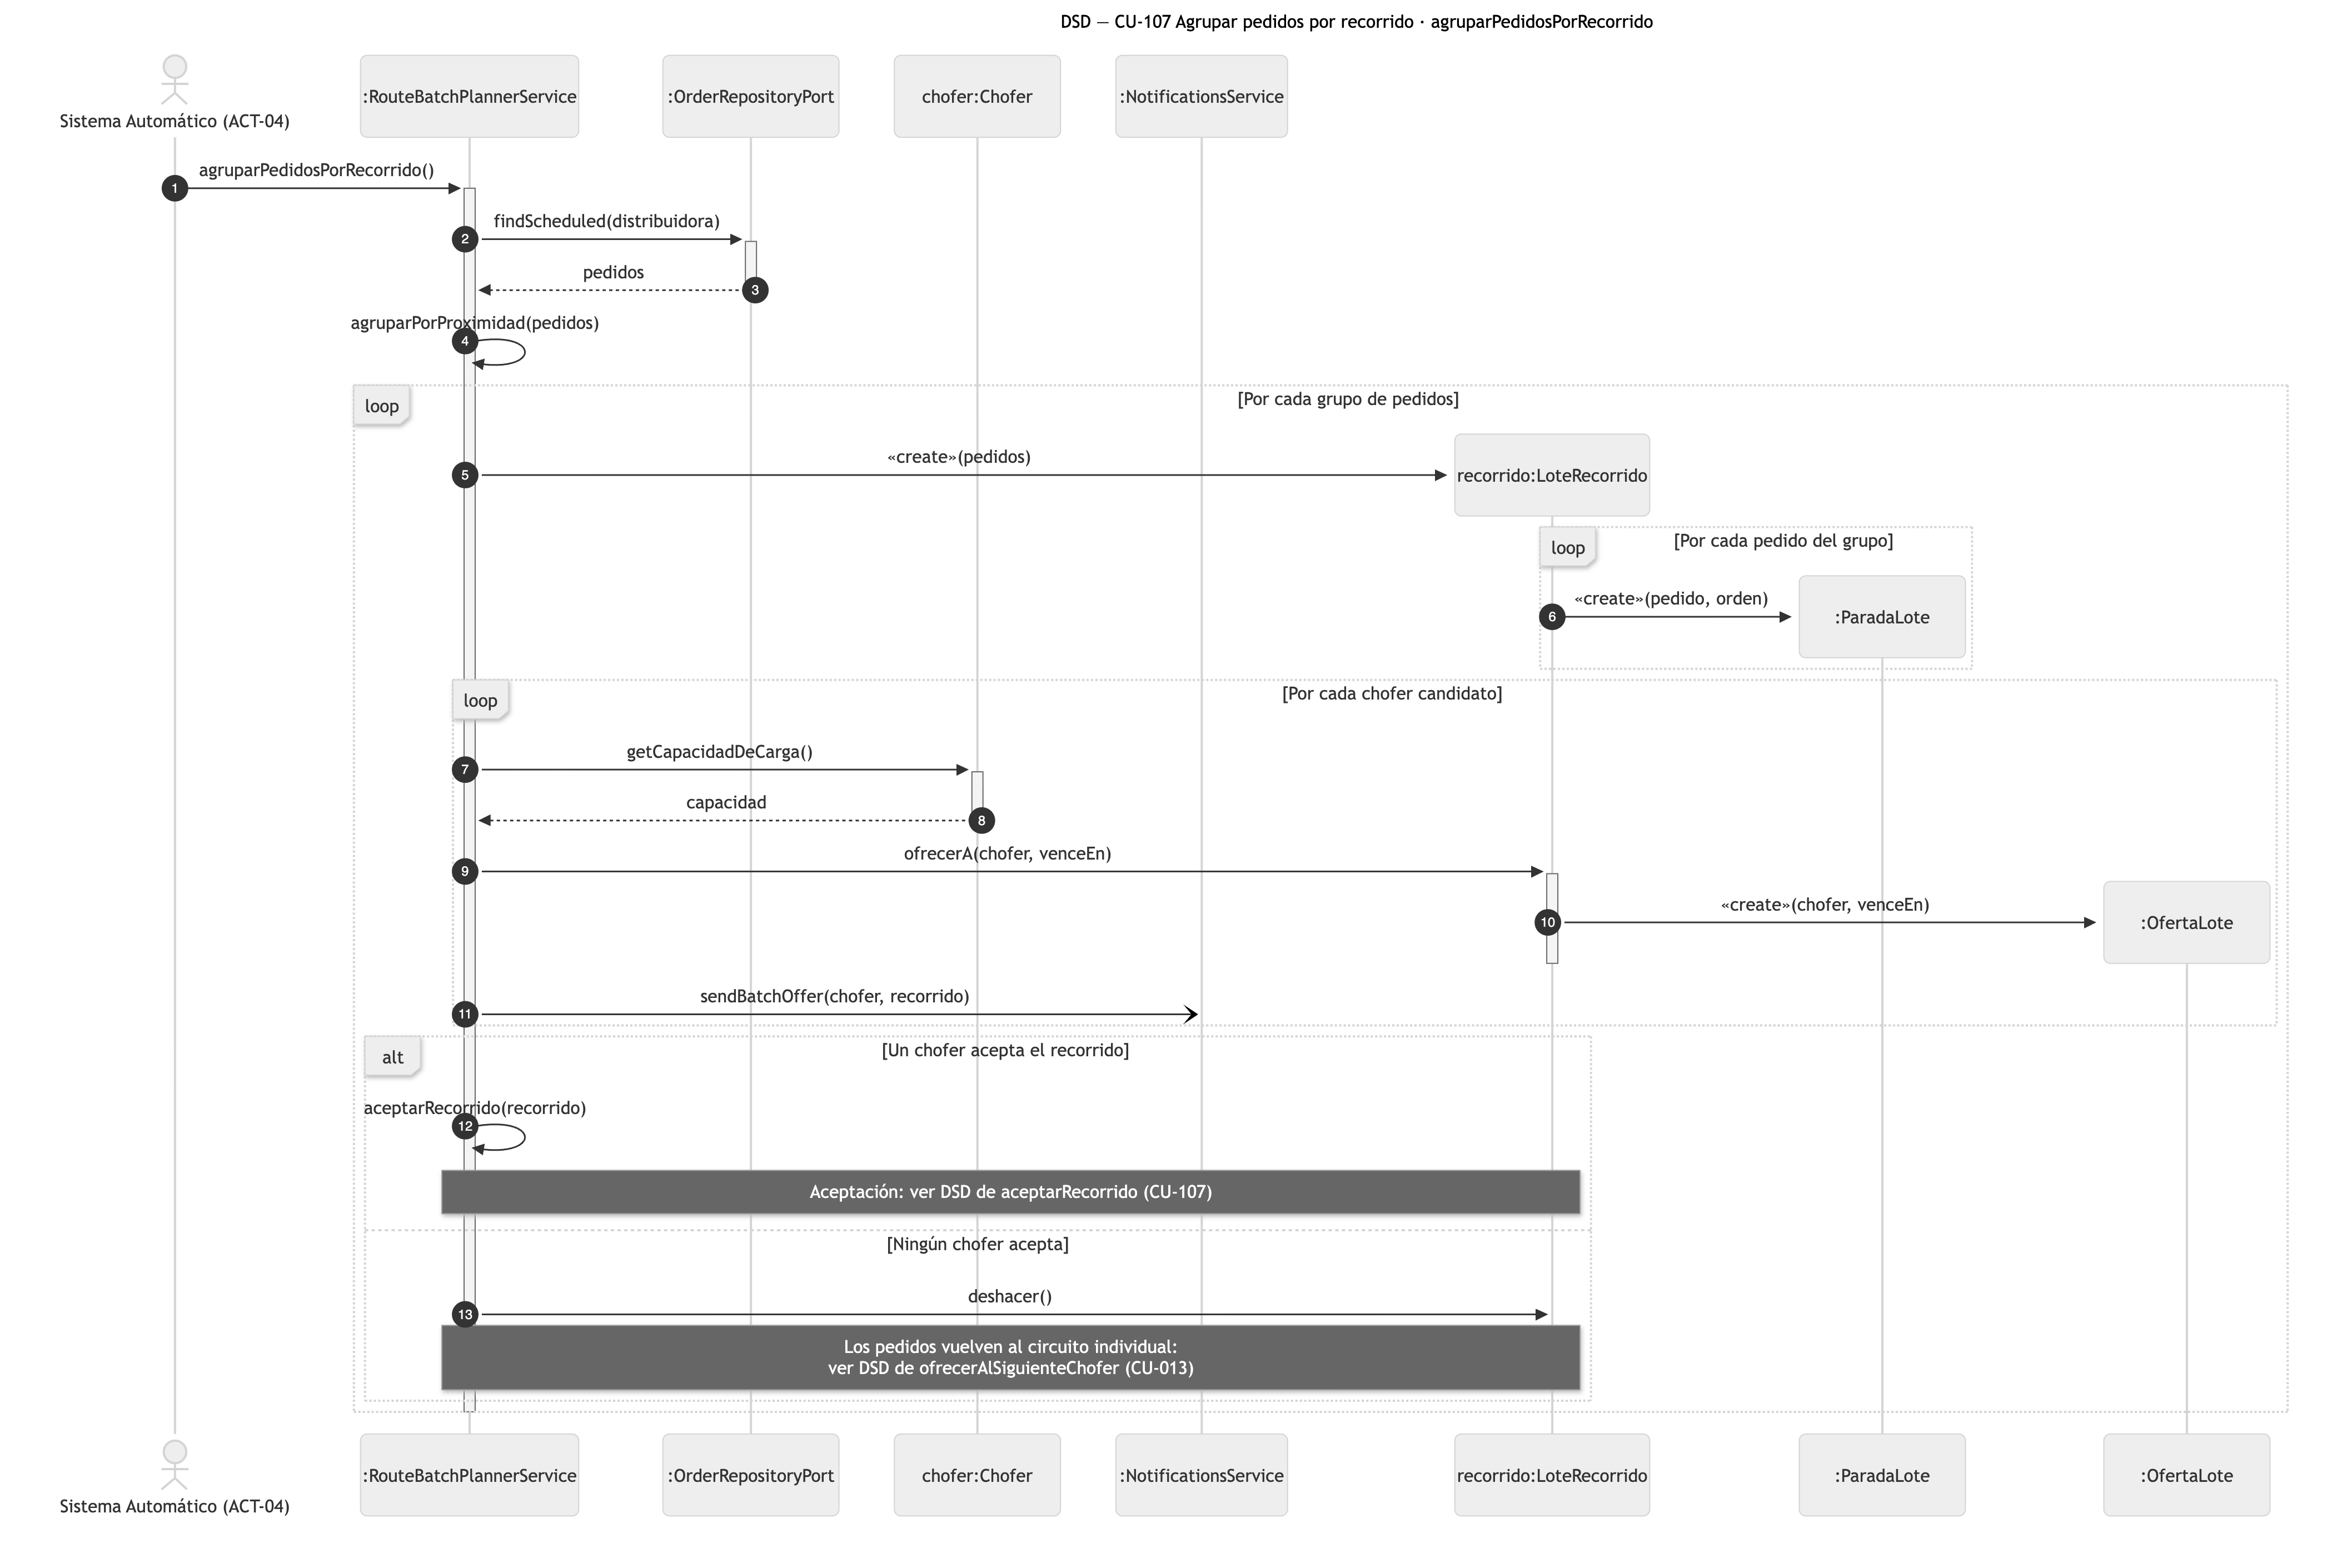 DSD — CU-107 Agrupar pedidos por recorrido · agruparPedidosPorRecorrido
Sistema Automático (ACT-04)
:RouteBatchPlannerService
:OrderRepositoryPort
chofer:Chofer
:NotificationsService
agruparPedidosPorRecorrido()
1
findScheduled(distribuidora)
2
pedidos
3
agruparPorProximidad(pedidos)
4
loop
[Por cada grupo de pedidos]
«create»(pedidos)
5
recorrido:LoteRecorrido
loop
[Por cada pedido del grupo]
«create»(pedido, orden)
6
:ParadaLote
loop
[Por cada chofer candidato]
getCapacidadDeCarga()
7
capacidad
8
ofrecerA(chofer, venceEn)
9
«create»(chofer, venceEn)
10
:OfertaLote
sendBatchOffer(chofer, recorrido)
11
alt
[Un chofer acepta el recorrido]
aceptarRecorrido(recorrido)
12
Aceptación: ver DSD de aceptarRecorrido (CU-107)
[Ningún chofer acepta]
deshacer()
13
Los pedidos vuelven al circuito individual:
ver DSD de ofrecerAlSiguienteChofer (CU-013)
Sistema Automático (ACT-04)
:RouteBatchPlannerService
:OrderRepositoryPort
chofer:Chofer
:NotificationsService
recorrido:LoteRecorrido
:ParadaLote
:OfertaLote